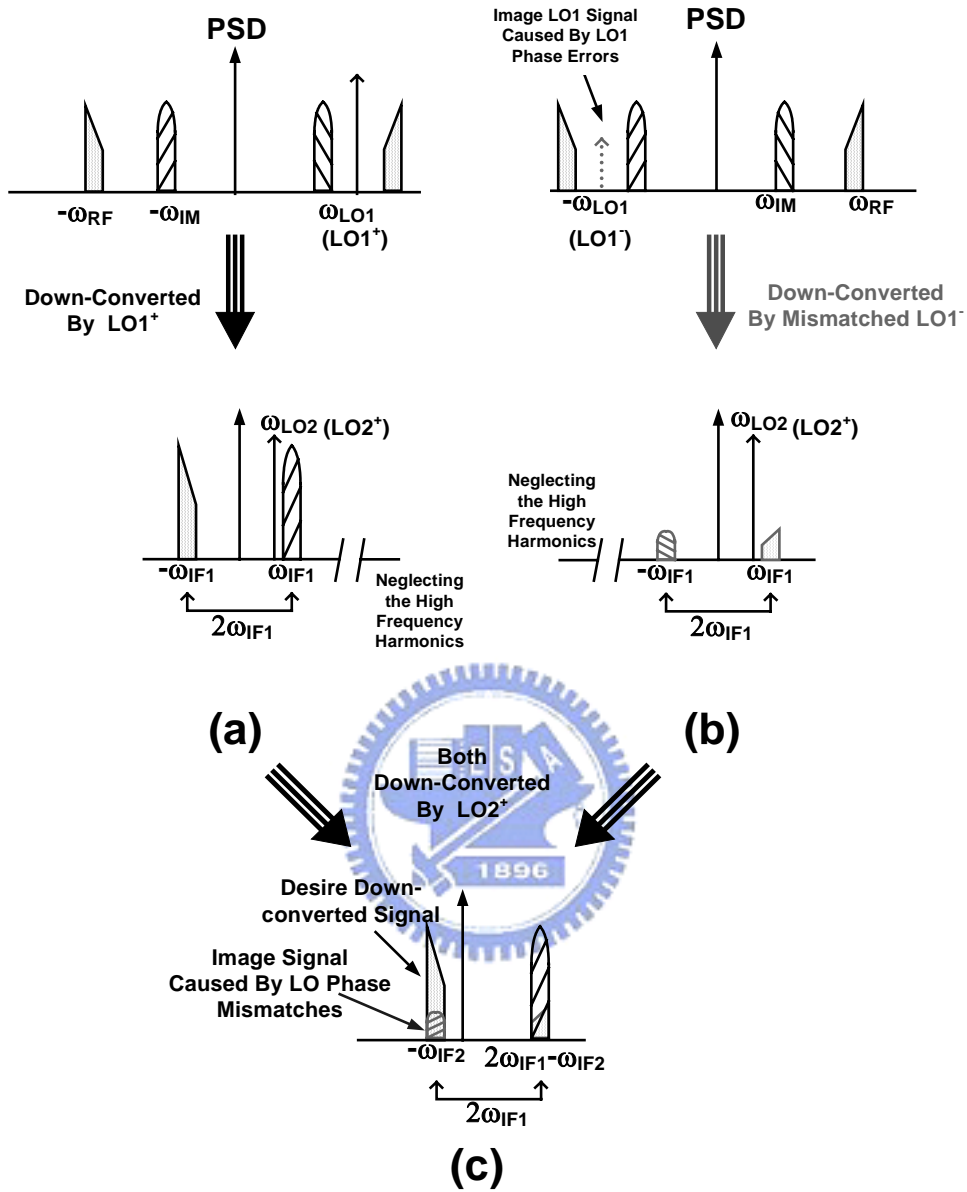 PSD
-ωRF
-ωIM
ωLO1
(LO1+)
Image LO1 Signal
Caused By LO1
Phase Errors
PSD
-ωLO1
(LO1-)
ωIM
ωRF
Down-Converted
By LO1+
Down-Converted
By Mismatched LO1-
ωLO2 (LO2+)
-ωIF1
ωIF1
2ωIF1
Neglecting
the High
Frequency
Harmonics
Neglecting
the High
Frequency
Harmonics
ωLO2 (LO2+)
-ωIF1
ωIF1
2ωIF1
(a)
(b)
Both
Down-Converted
By LO2+
E S A
1896
Desire Down-
converted Signal
Image Signal
Caused By LO Phase
Mismatches
-ωIF2
2ωIF1-ωIF2
2ωIF1
(c)